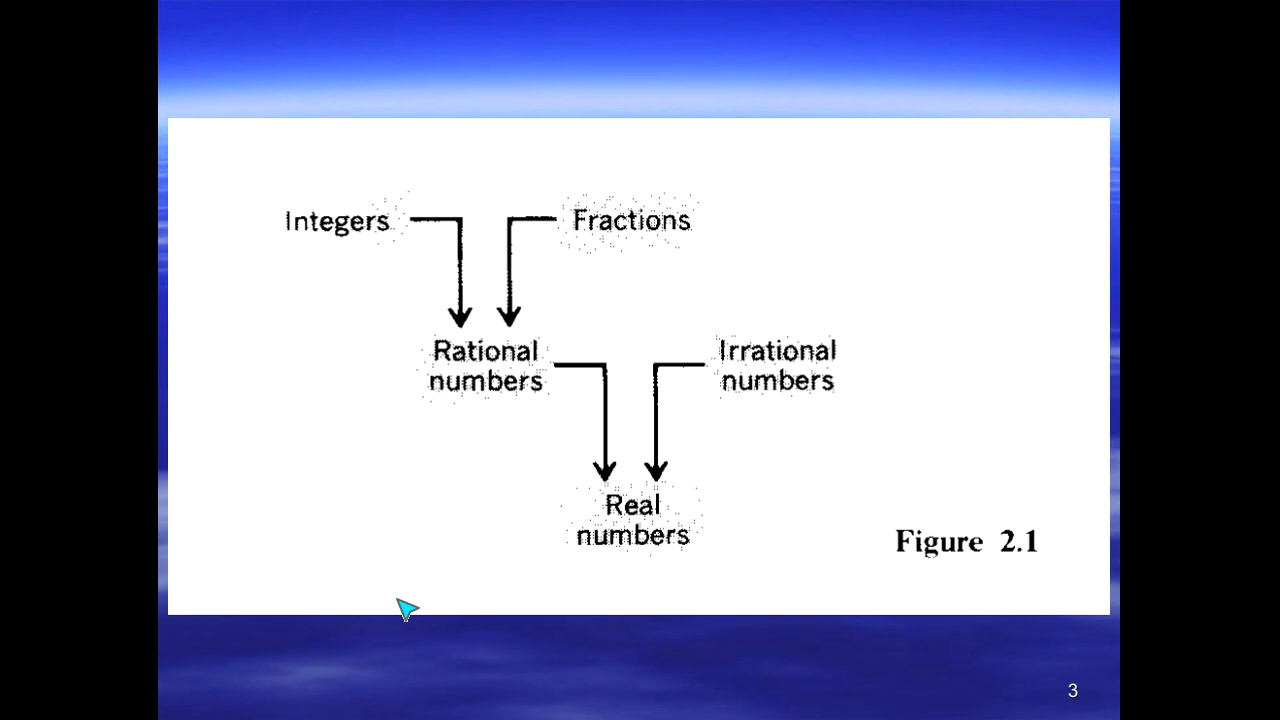 Integers
Fractions
Rational
numbers
Irrational
numbers
Real
numbers
Figure 2.1
3